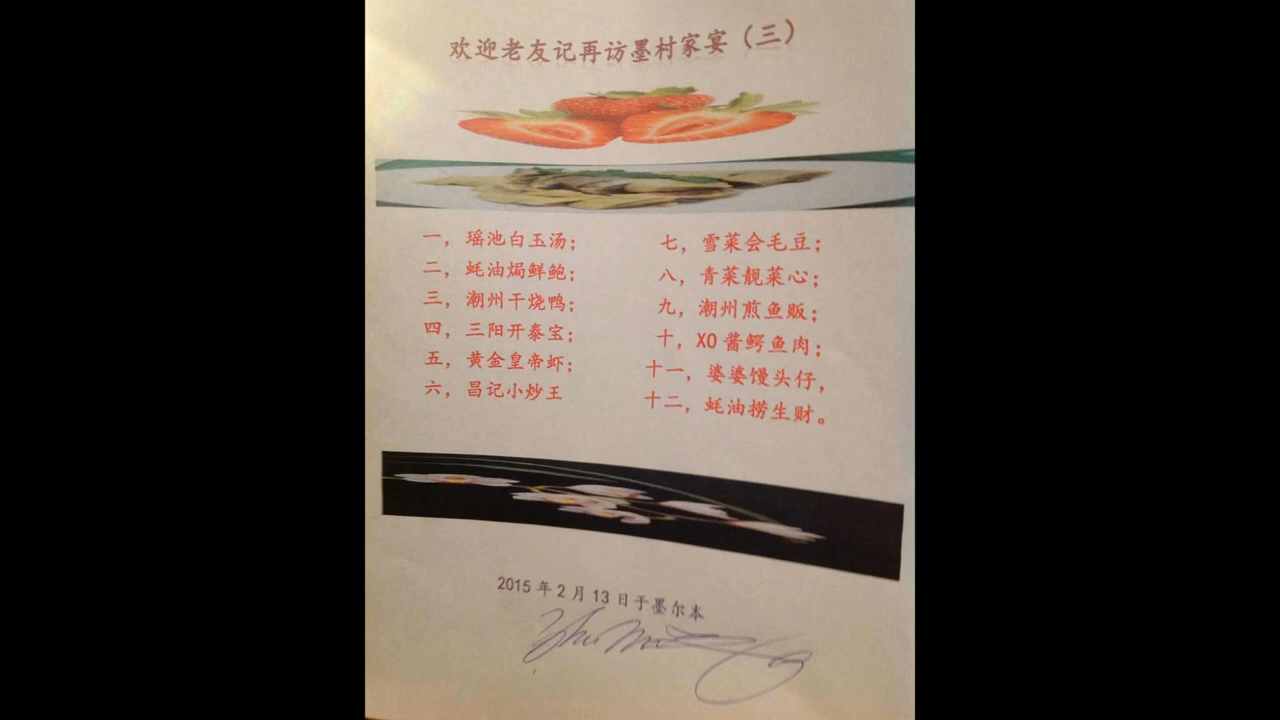 欢迎老友记再访墨村家宴（三）
一，瑶池白玉汤；
二，蚝油焗鲜鲍；
三，潮州干烧鸭；
四，三阳开泰宝；
五，黄金皇帝虾；
六，昌记小炒王
七，雪菜会毛豆；
八，青菜靓菜心；
九，潮州煎鱼贩；
十，XO酱鳄鱼肉；
十一，婆婆馒头仔，
十二，蚝油捞生财。
2015年2月13日于墨尔本